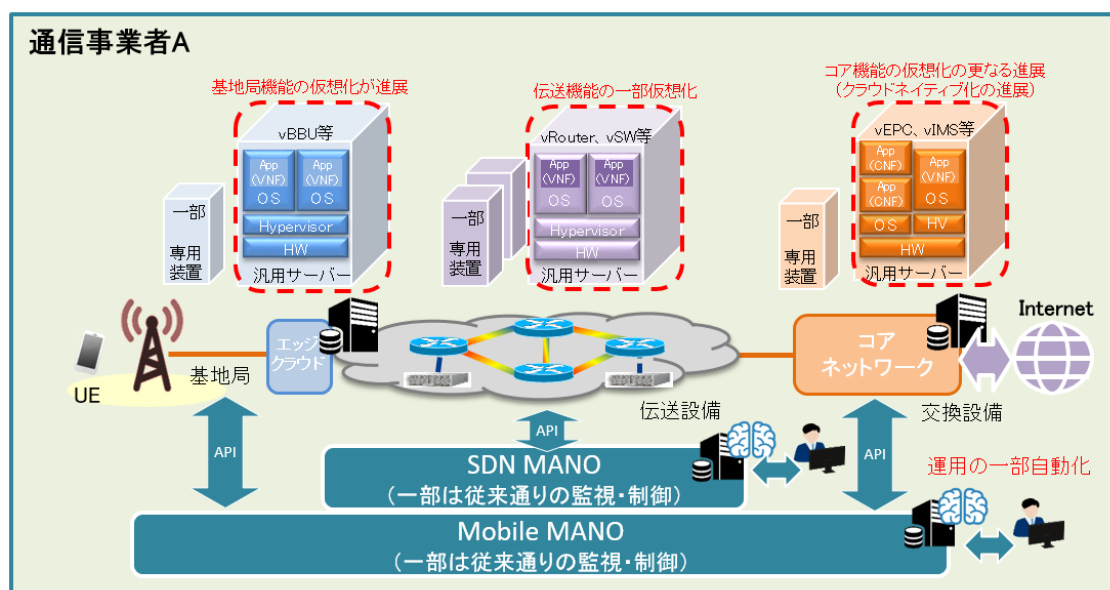 通信事業者A
基地局機能の仮想化が進展
伝送機能の一部仮想化
コア機能の仮想化の更なる進展
(クラウドネイティブ化の進展)
vBBU等
App
(VNF)
OS
App
(VNF)
OS
Hypervisor
HW
汎用サーバー
一部
専用
装置
vRouter、vSW等
App
(VNF)
OS
App
(VNF)
OS
Hypervisor
HW
汎用サーバー
一部
専用
装置
vEPC、vIMS等
App
(CNF)
App
(CNF)
OS
App
(VNF)
OS
HV
HW
汎用サーバー
一部
専用
装置
UE
基地局
エッジ
クラウド
伝送設備
コア
ネットワーク
交換設備
Internet
API
API
API
SDN MANO
(一部は従来通りの監視・制御)
運用の一部自動化
Mobile MANO
(一部は従来通りの監視・制御)